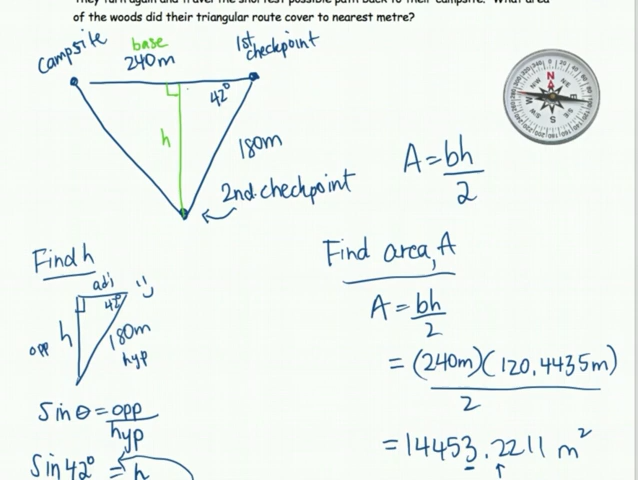 They turn again and travel the shortest possible path back to their campsite. What area
of the woods did their triangular route cover to nearest metre?
Campsite
base
240m
1st checkpoint
42°
h
180m
2nd checkpoint
N
NE
E
S
W
A = bh
2
Find h
adj
42°
opp
h
180m
hyp
Sin θ = opp
hyp
Sin 42° = h
Find area, A
A = bh
2
= (240m)(120.4435m)
2
= 14453.2211 m²